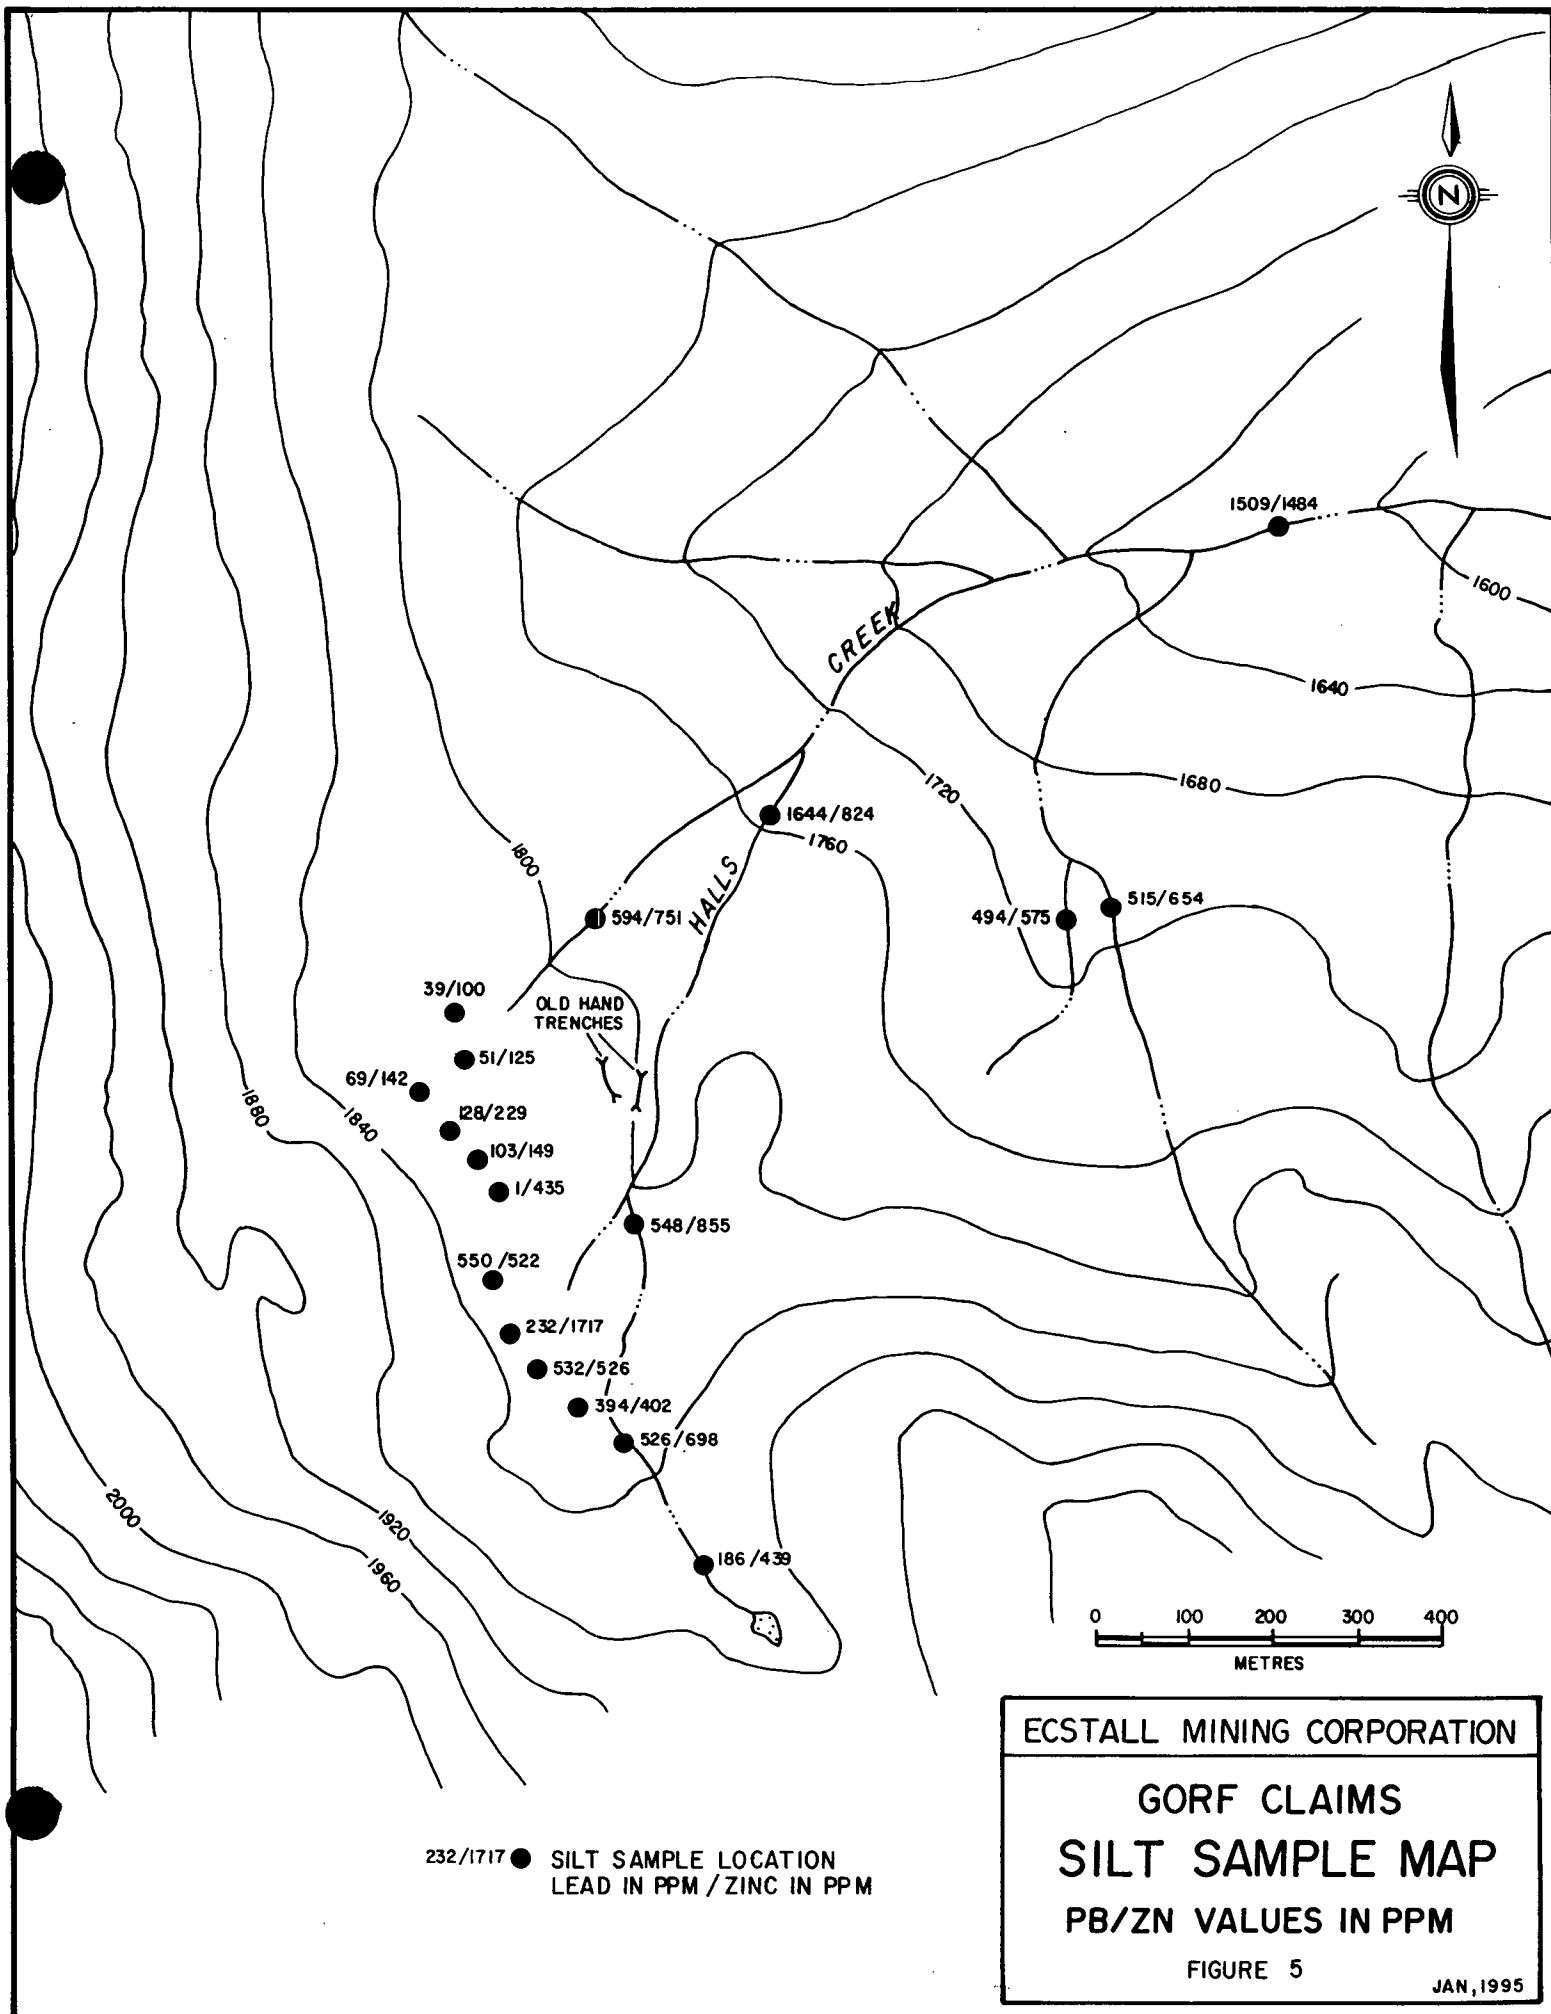 N
1509/1484
1600
CREEK
1640
1680
1720
1644/824
1760
1800
HALLS
515/654
494/575
594/751
39/100
OLD HAND
TRENCHES
51/125
69/142
1880
1840
128/229
103/149
1/435
548/855
550/522
232/1717
532/526
394/402
526/698
2000
1920
1960
186/439
0 100 200 300 400
METRES
ECSTALL MINING CORPORATION
GORF CLAIMS
SILT SAMPLE MAP
PB/ZN VALUES IN PPM
FIGURE 5
JAN, 1995
232/1717 SILT SAMPLE LOCATION
LEAD IN PPM / ZINC IN PPM